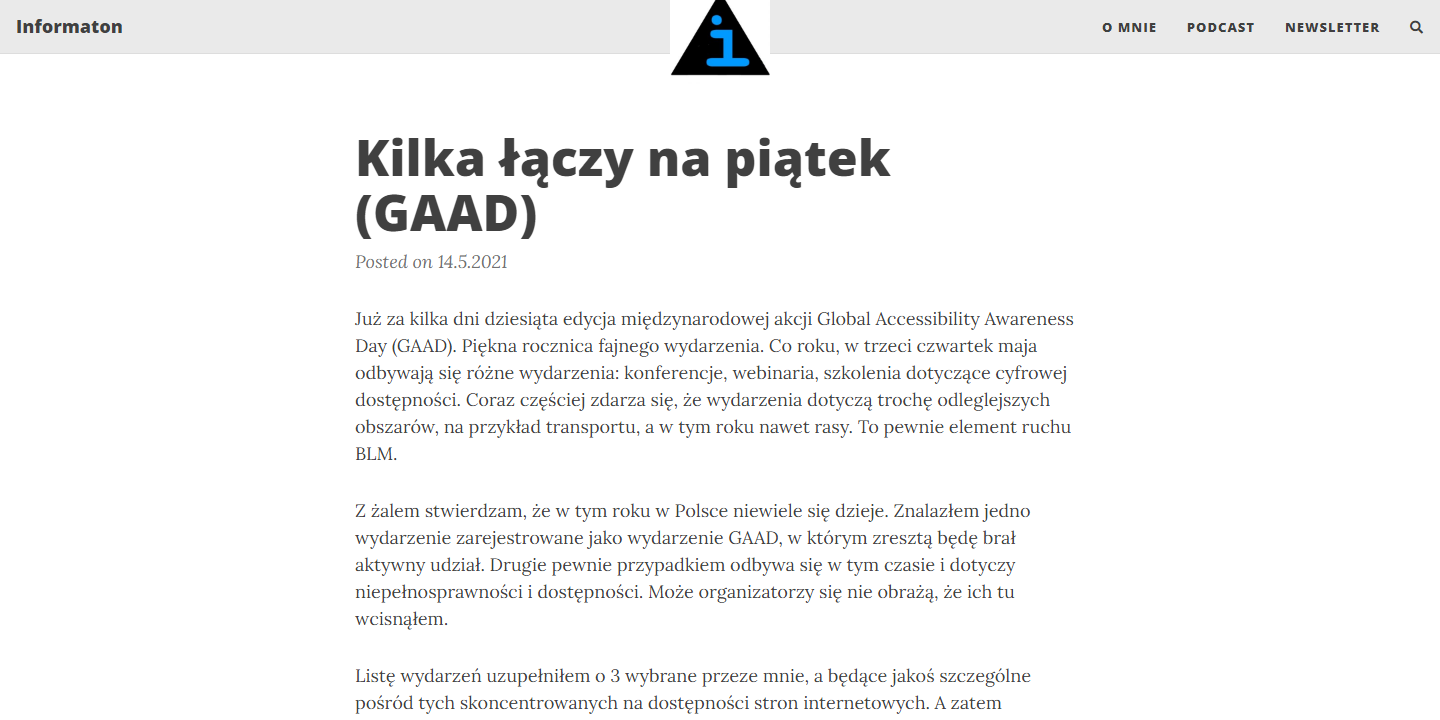 Informaton
i
O MNIE PODCAST NEWSLETTER
Kilka łączy na piątek
(GAAD)
Posted on 14.5.2021
Już za kilka dni dziesiąta edycja międzynarodowej akcji Global Accessibility Awareness
Day (GAAD). Piękna rocznica fajnego wydarzenia. Co roku, w trzeci czwartek maja
odbywają się różne wydarzenia: konferencje, webinaria, szkolenia dotyczące cyfrowej
dostępności. Coraz częściej zdarza się, że wydarzenia dotyczą trochę odleglejszych
obszarów, na przykład transportu, a w tym roku nawet rasy. To pewnie element ruchu
BLM.
Z żalem stwierdzam, że w tym roku w Polsce niewiele się dzieje. Znalazłem jedno
wydarzenie zarejestrowane jako wydarzenie GAAD, w którym zresztą będę brał
aktywny udział. Drugie pewnie przypadkiem odbywa się w tym czasie i dotyczy
niepełnosprawności i dostępności. Może organizatorzy się nie obrażą, że ich tu
wcisnąłem.
Listę wydarzeń uzupełniłem o 3 wybrane przeze mnie, a będące jakoś szczególne
pośród tych skoncentrowanych na dostępności stron internetowych. A zatem